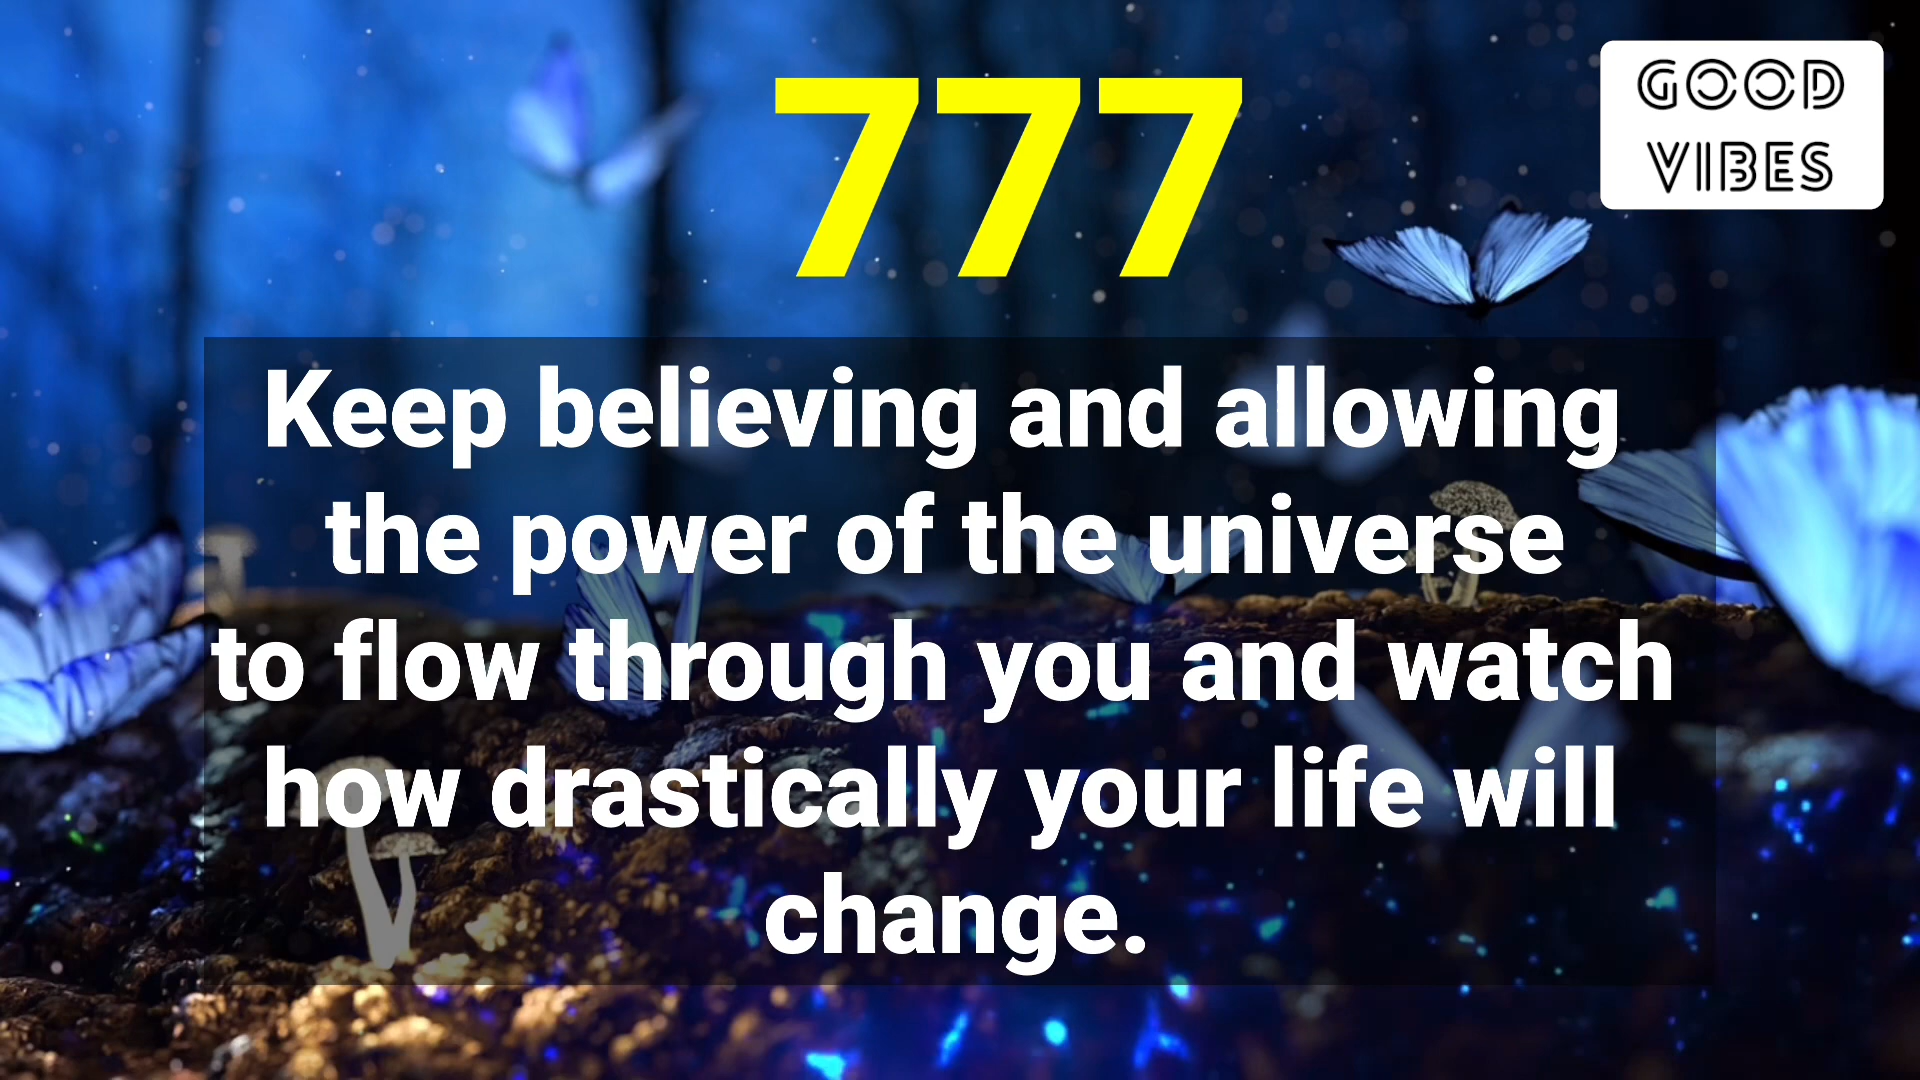 777
GOOD
VIBES
Keep believing and allowing
the power of the universe
to flow through you and watch
how drastically your life will
change.